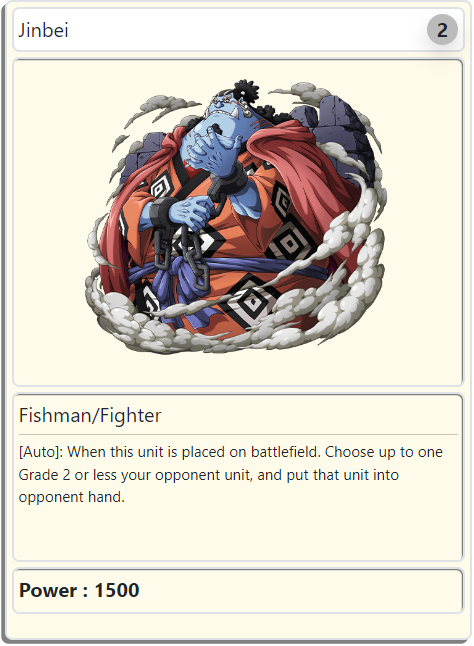 Jinbei
2
Fishman/Fighter
[Auto]: When this unit is placed on battlefield. Choose up to one
Grade 2 or less your opponent unit, and put that unit into
opponent hand.
Power : 1500